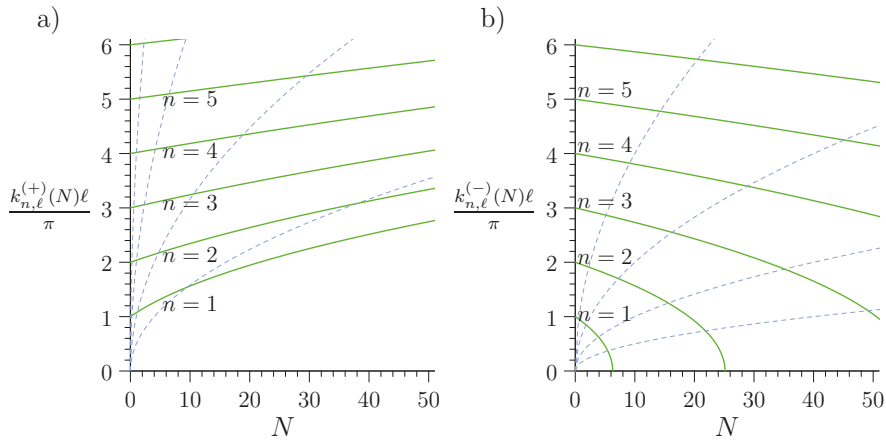 a)
6
5
4
3
2
1
0
n = 5
n = 4
n = 3
n = 2
n = 1
k_{n,ℓ}^{(+)}(N)ℓ
π
0 10 20 30 40 50
N
b)
6
5
4
3
2
1
0
n = 5
n = 4
n = 3
n = 2
n = 1
k_{n,ℓ}^{(-)}(N)ℓ
π
0 10 20 30 40 50
N